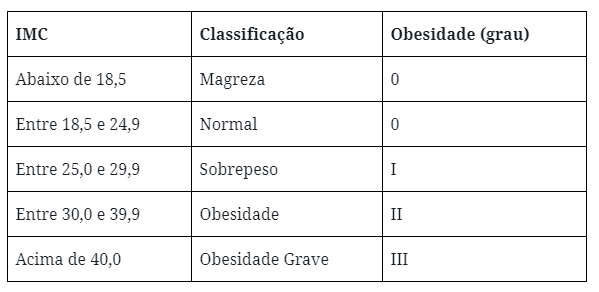 IMC Classificação Obesidade (grau)
Abaixo de 18,5 Magreza 0
Entre 18,5 e 24,9 Normal 0
Entre 25,0 e 29,9 Sobrepeso I
Entre 30,0 e 39,9 Obesidade II
Acima de 40,0 Obesidade Grave III